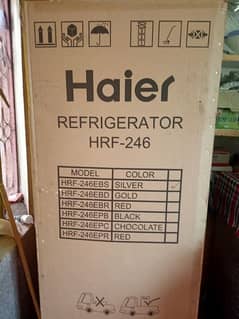 Haier
REFRIGERATOR
HRF-246
MODEL COLOR
HRF-246EBS SILVER
HRF-246EBD GOLD
HRF-246EBR RED
HRF-246EPB BLACK
HRF-246EPC CHOCOLATE
HRF-246EPR RED